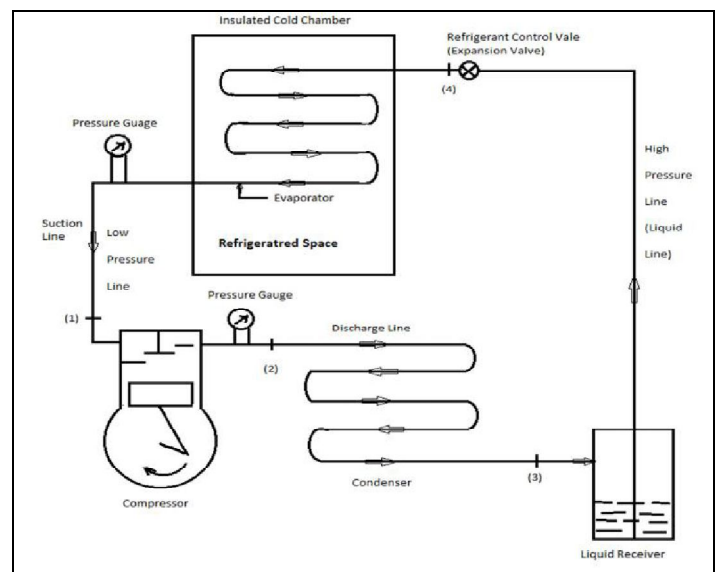 Insulated Cold Chamber
Refrigerant Control Vale
(Expansion Valve)
(4)
Pressure Guage
High
Pressure
Line
(Liquid
Line)
Evaporator
Suction
Line
Low
Pressure
Line
Refrigeratred Space
(1)
Pressure Gauge
Discharge Line
(2)
Compressor
Condenser
(3)
Liquid Receiver